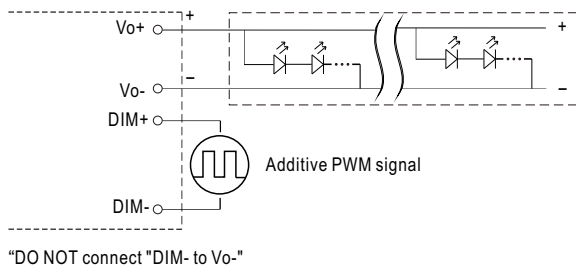 Vo+
+
+
−
Vo-
−
DIM+
Additive PWM signal
DIM-
“DO NOT connect "DIM- to Vo-"